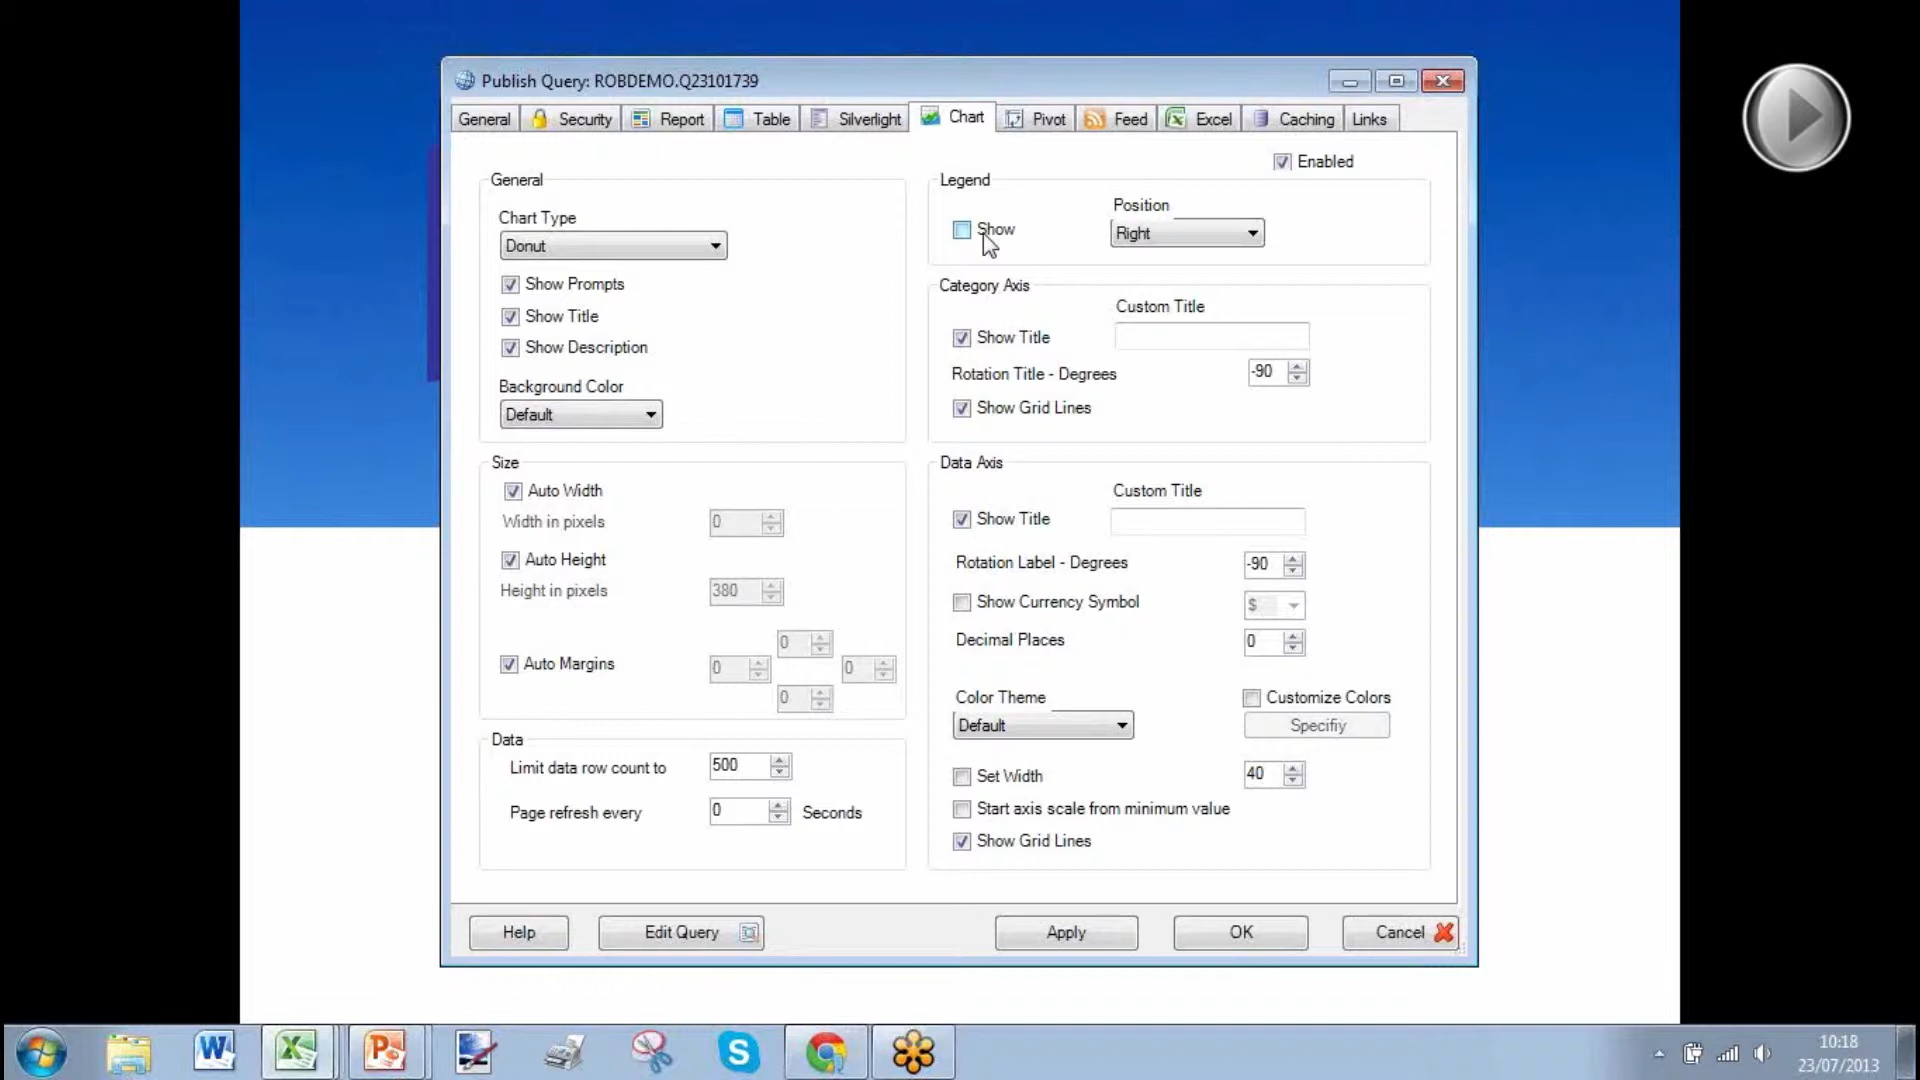 Publish Query: ROBDEMO.Q23101739
General Security Report Table Silverlight Chart Pivot Feed Excel Caching Links
Enabled
General
Chart Type
Donut
Show Prompts
Show Title
Show Description
Background Color
Default
Legend
Show
Position
Right
Category Axis
Custom Title
Show Title
Rotation Title - Degrees -90
Show Grid Lines
Size
Auto Width
Width in pixels 0
Auto Height
Height in pixels 380
0
Auto Margins 0 0
0
Data
Limit data row count to 500
Page refresh every 0 Seconds
Data Axis
Custom Title
Show Title
Rotation Label - Degrees -90
Show Currency Symbol $
Decimal Places 0
Color Theme
Default
Customize Colors
Specifiy
Set Width 40
Start axis scale from minimum value
Show Grid Lines
Help Edit Query Apply OK Cancel
W X P S
10:18
23/07/2013